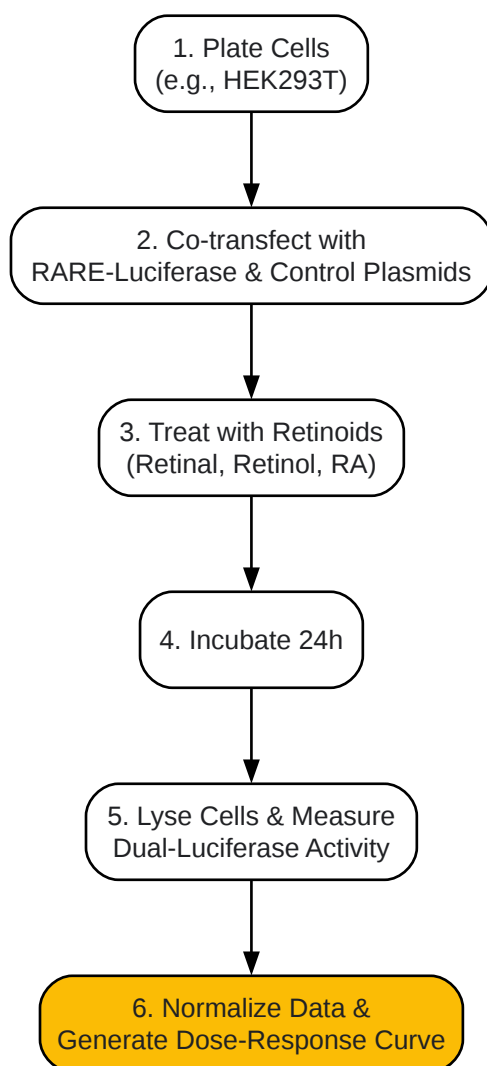 1. Plate Cells
(e.g., HEK293T)
2. Co-transfect with
RARE-Luciferase & Control Plasmids
3. Treat with Retinoids
(Retinal, Retinol, RA)
4. Incubate 24h
5. Lyse Cells & Measure
Dual-Luciferase Activity
6. Normalize Data &
Generate Dose-Response Curve